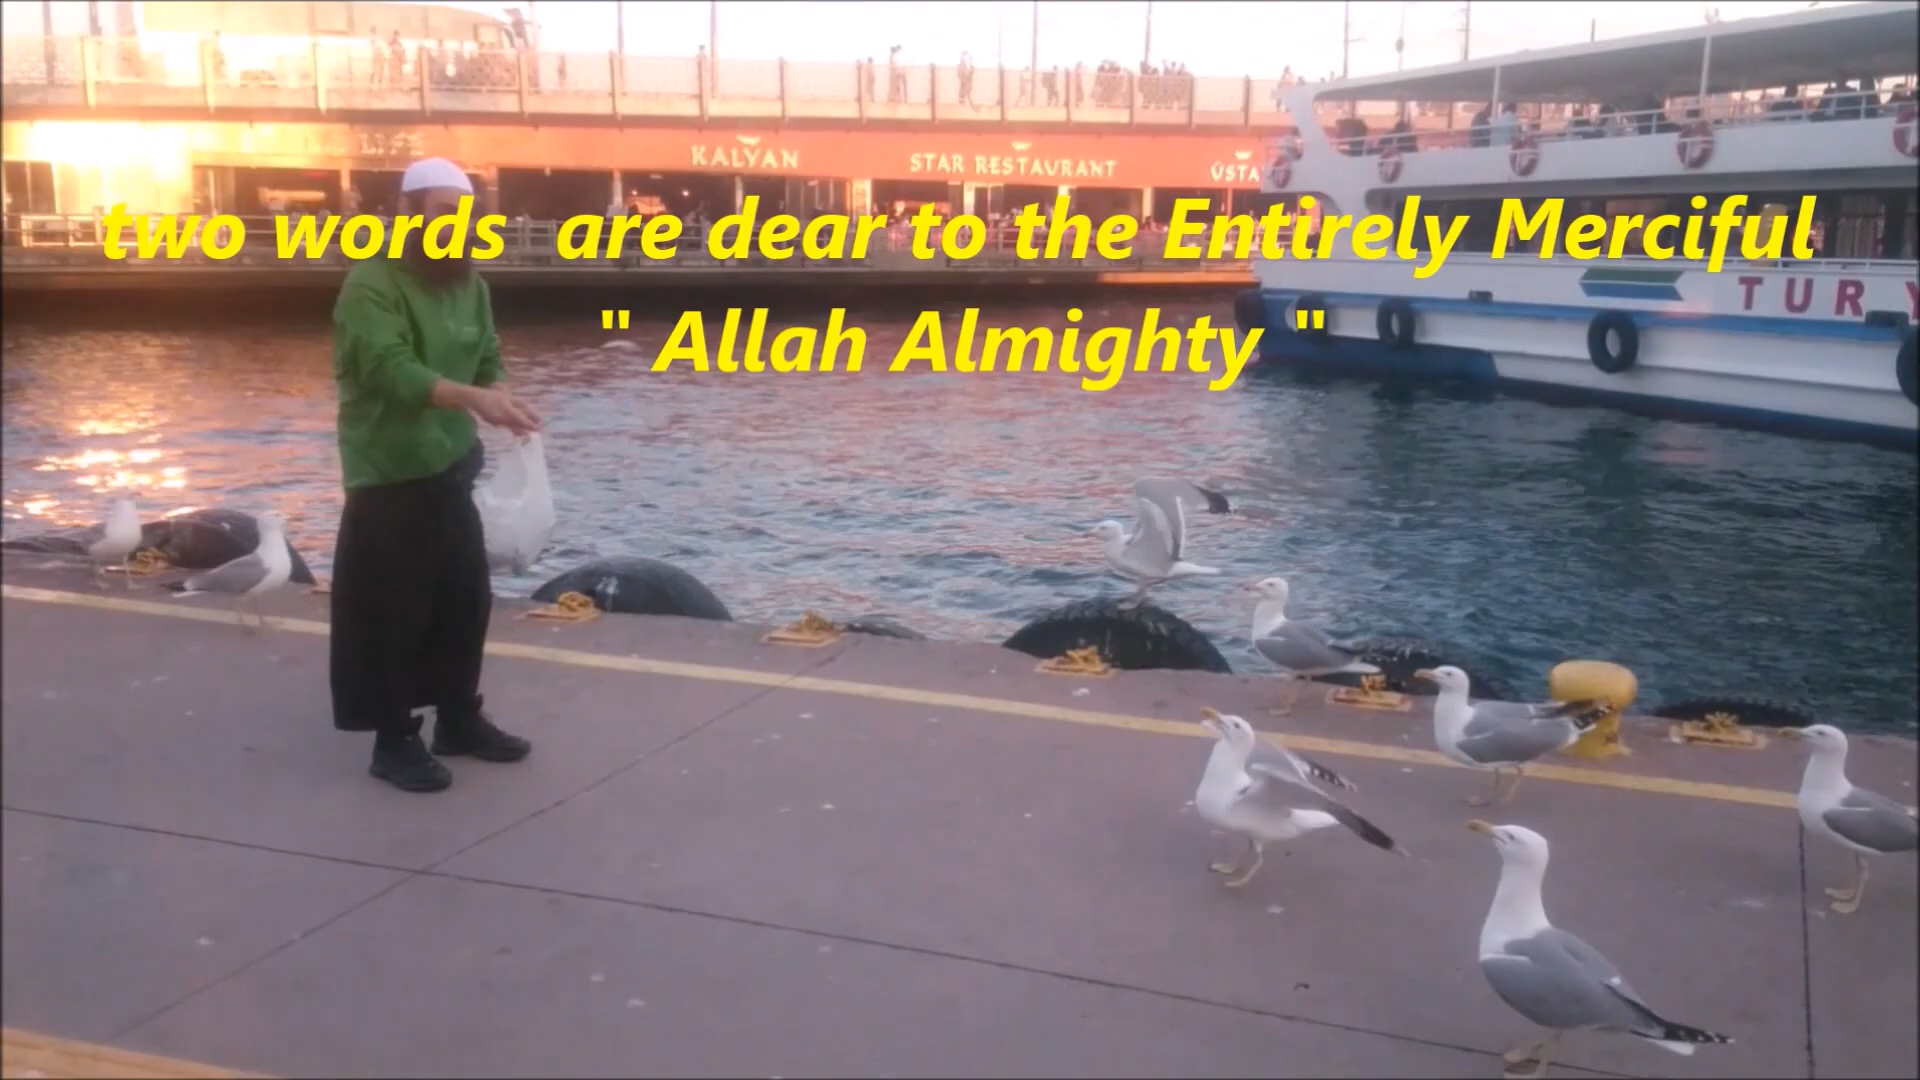 KALYAN
STAR RESTAURANT
USTA
two words are dear to the Entirely Merciful
" Allah Almighty "
TURY